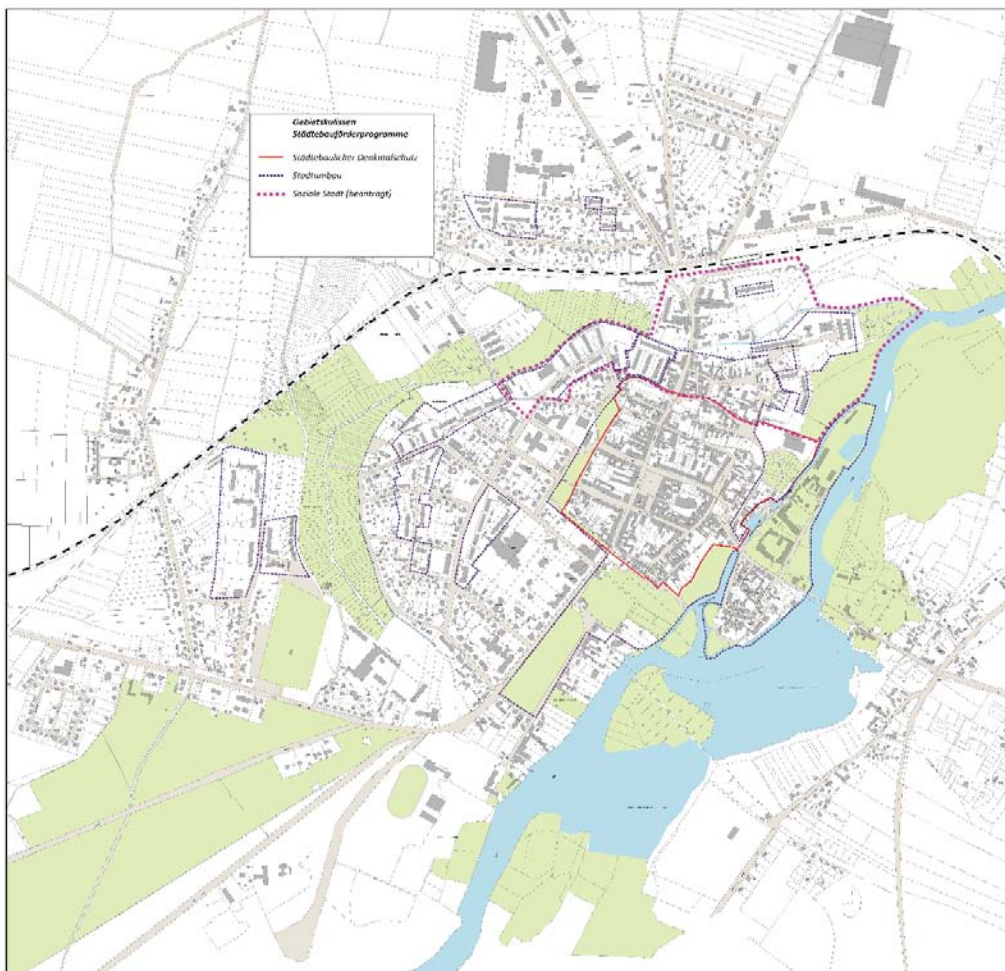 Gebietskulissen
Städtebauförderprogramme
Städtebaulicher Denkmalschutz
Stadtumbau
Soziale Stadt (beantragt)